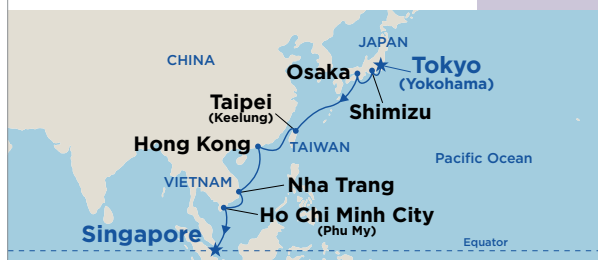 JAPAN
CHINA
Tokyo
(Yokohama)
Osaka
Taipei
(Keelung)
Shimizu
Hong Kong
TAIWAN
Pacific Ocean
VIETNAM
Nha Trang
Ho Chi Minh City
(Phu My)
Singapore
Equator